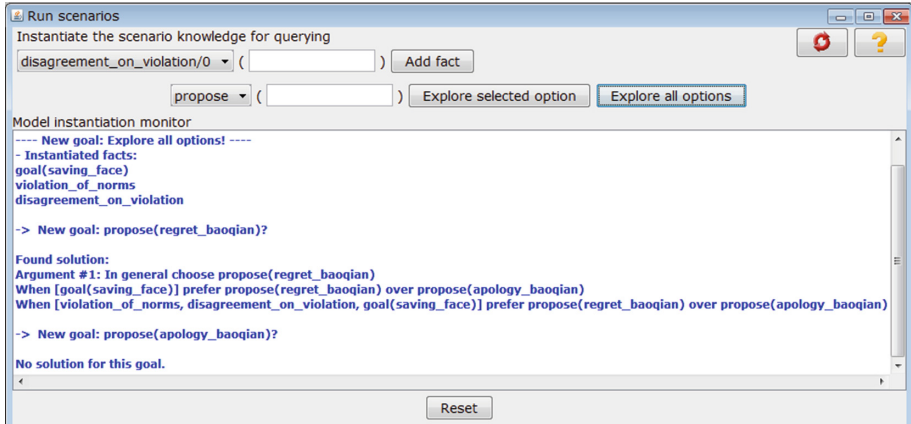 Run scenarios
Instantiate the scenario knowledge for querying
disagreement_on_violation/0 ( ) Add fact
propose ( ) Explore selected option Explore all options
Model instantiation monitor
---- New goal: Explore all options! ----
- Instantiated facts:
goal(saving_face)
violation_of_norms
disagreement_on_violation
-> New goal: propose(regret_baoqian)?
Found solution:
Argument #1: In general choose propose(regret_baoqian)
When [goal(saving_face)] prefer propose(regret_baoqian) over propose(apology_baoqian)
When [violation_of_norms, disagreement_on_violation, goal(saving_face)] prefer propose(regret_baoqian) over propose(apology_baoqian)
-> New goal: propose(apology_baoqian)?
No solution for this goal.
Reset